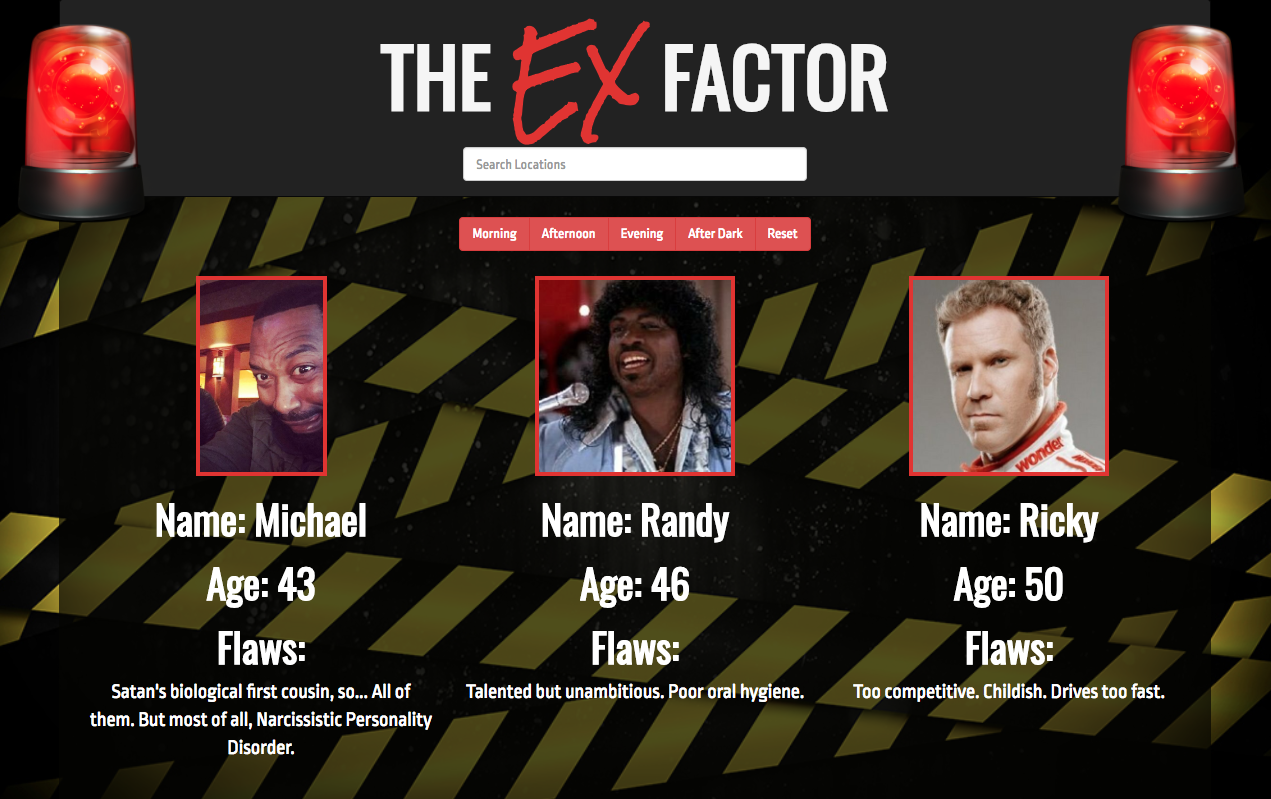 THE EX FACTOR
Search Locations
Morning Afternoon Evening After Dark Reset
wonder
Name: Michael
Age: 43
Flaws:
Satan's biological first cousin, so... All of
them. But most of all, Narcissistic Personality
Disorder.
Name: Randy
Age: 46
Flaws:
Talented but unambitious. Poor oral hygiene.
Name: Ricky
Age: 50
Flaws:
Too competitive. Childish. Drives too fast.